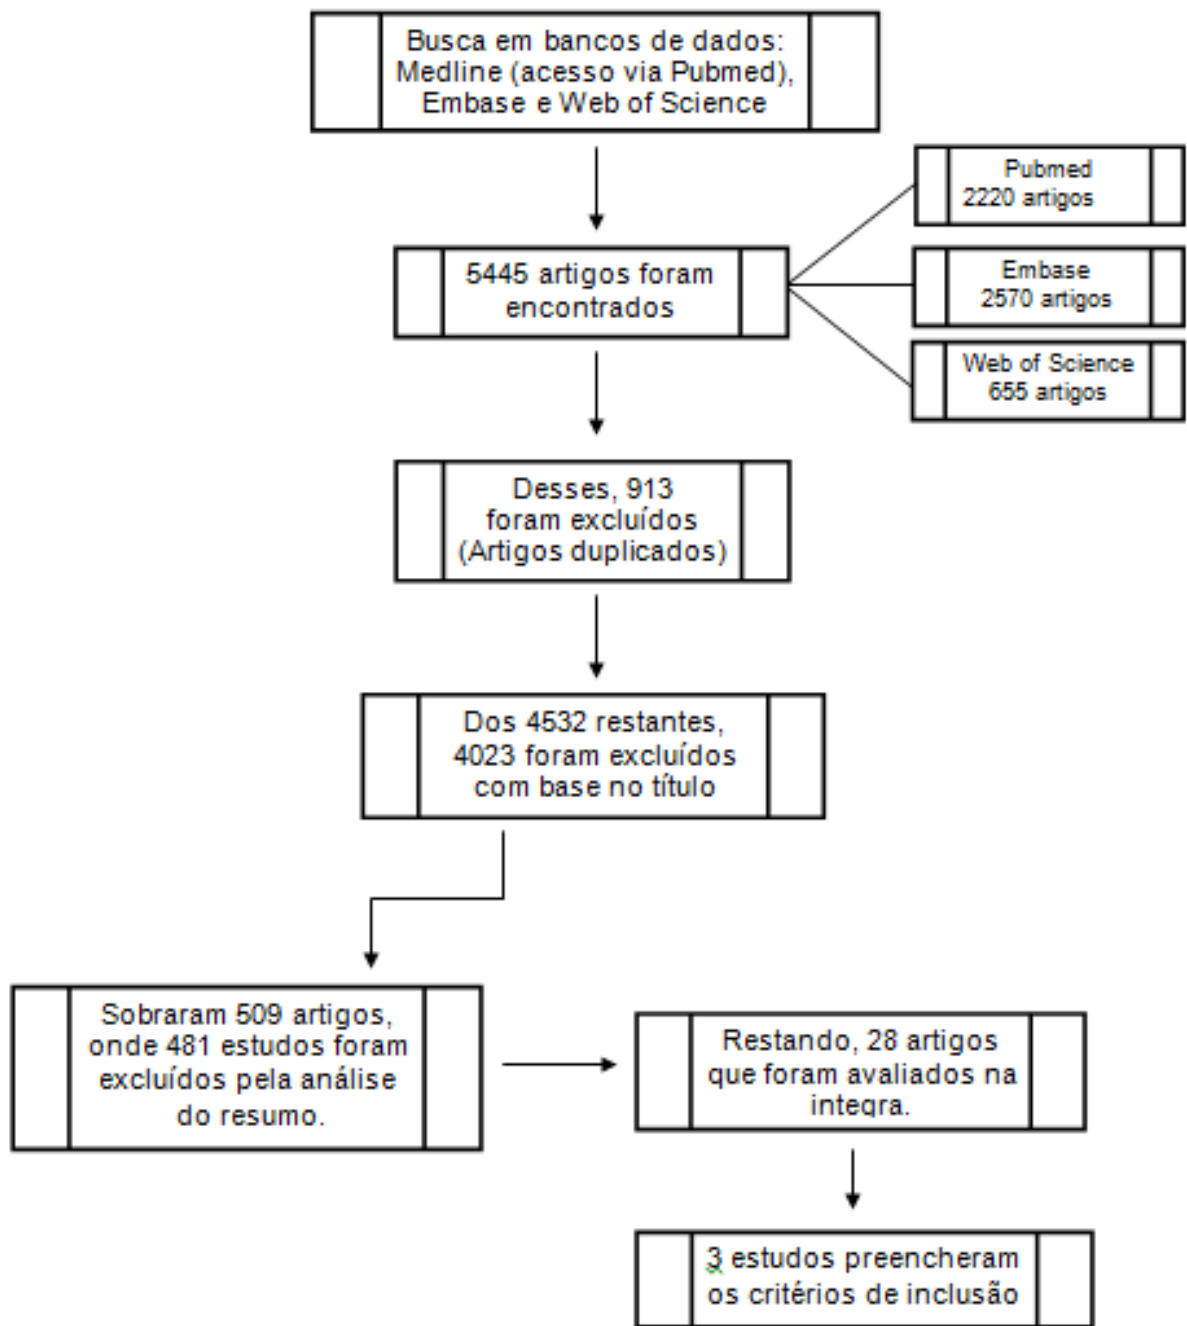 Busca em bancos de dados:
Medline (acesso via Pubmed),
Embase e Web of Science
Pubmed
2220 artigos
5445 artigos foram
encontrados
Embase
2570 artigos
Web of Science
655 artigos
Desses, 913
foram excluídos
(Artigos duplicados)
Dos 4532 restantes,
4023 foram excluídos
com base no título
Sobraram 509 artigos,
onde 481 estudos foram
excluídos pela análise
do resumo.
Restando, 28 artigos
que foram avaliados na
integra.
3 estudos preencheram
os critérios de inclusão